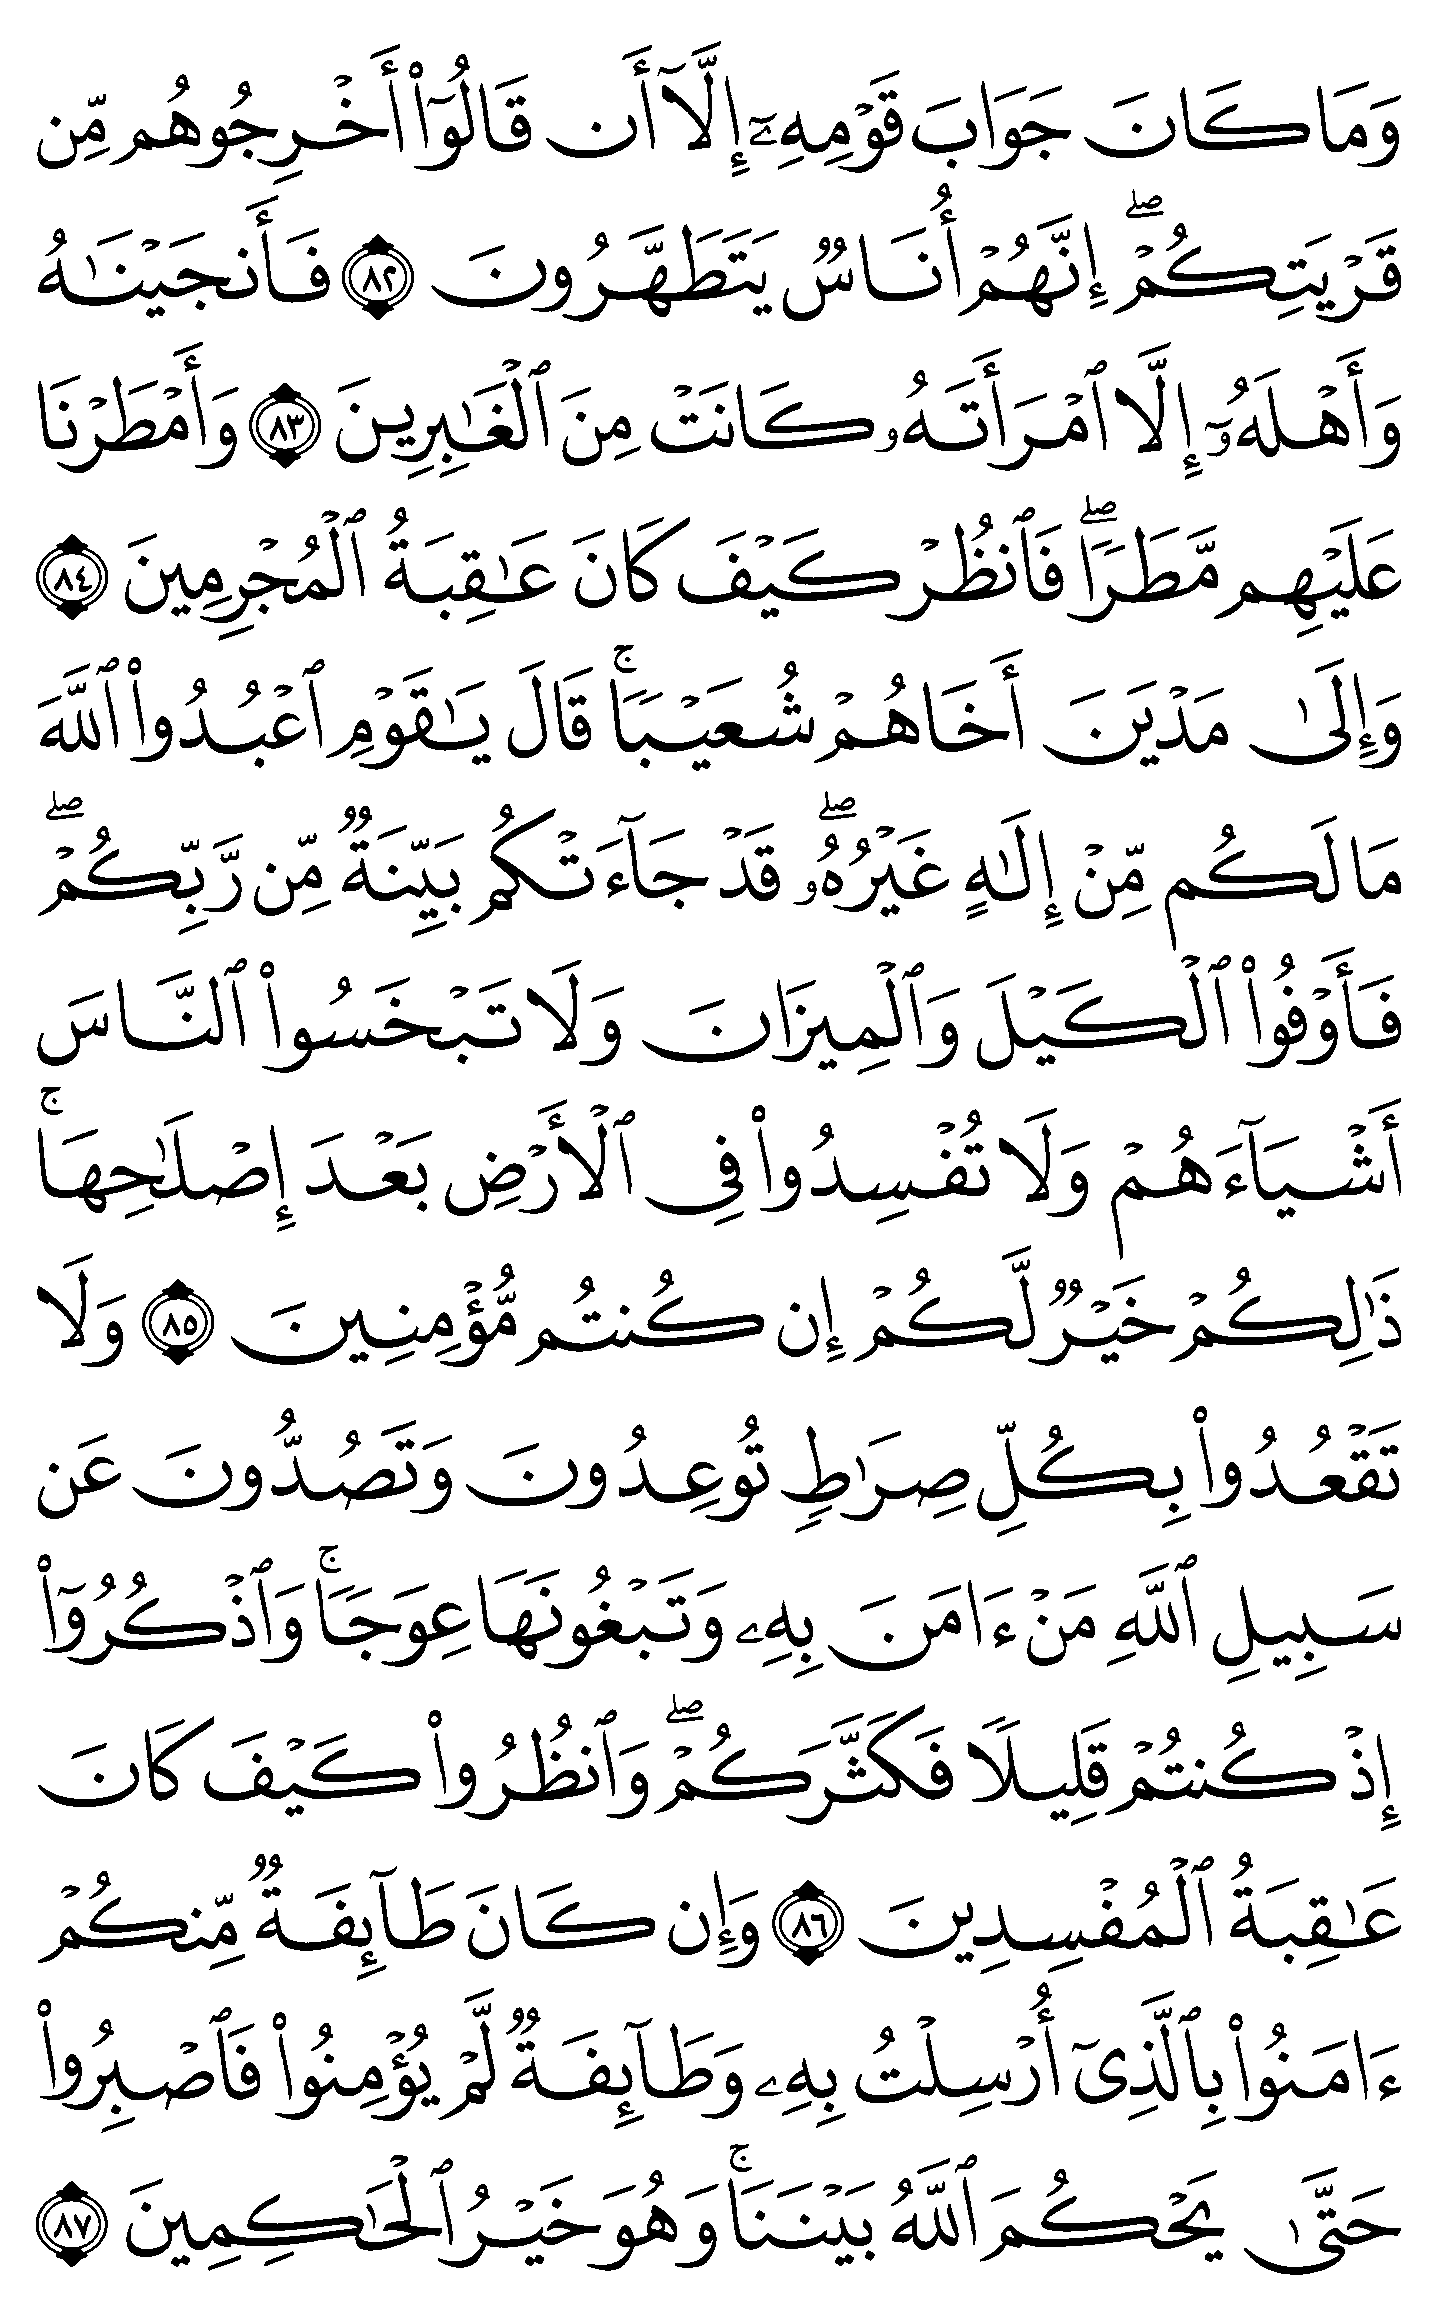 وَمَا كَانَ جَوَابَ قَوْمِهِۦٓ إِلَّآ أَن قَالُوٓا۟ أَخْرِجُوهُم مِّن
قَرْيَتِكُمْ ۖ إِنَّهُمْ أُنَاسٌ يَتَطَهَّرُونَ ٨٢ فَأَنجَيْنَـٰهُ
وَأَهْلَهُۥٓ إِلَّا ٱمْرَأَتَهُۥ كَانَتْ مِنَ ٱلْغَـٰبِرِينَ ٨٣ وَأَمْطَرْنَا
عَلَيْهِم مَّطَرًا ۖ فَٱنظُرْ كَيْفَ كَانَ عَـٰقِبَةُ ٱلْمُجْرِمِينَ ٨٤
وَإِلَىٰ مَدْيَنَ أَخَاهُمْ شُعَيْبًا ۚ قَالَ يَـٰقَوْمِ ٱعْبُدُوا۟ ٱللَّهَ
مَا لَكُم مِّنْ إِلَـٰهٍ غَيْرُهُۥ ۖ قَدْ جَآءَتْكُم بَيِّنَةٌ مِّن رَّبِّكُمْ ۖ
فَأَوْفُوا۟ ٱلْكَيْلَ وَٱلْمِيزَانَ وَلَا تَبْخَسُوا۟ ٱلنَّاسَ
أَشْيَآءَهُمْ وَلَا تُفْسِدُوا۟ فِى ٱلْأَرْضِ بَعْدَ إِصْلَـٰحِهَا ۚ
ذَٰلِكُمْ خَيْرٌ لَّكُمْ إِن كُنتُم مُّؤْمِنِينَ ٨٥ وَلَا
تَقْعُدُوا۟ بِكُلِّ صِرَٰطٍ تُوعِدُونَ وَتَصُدُّونَ عَن
سَبِيلِ ٱللَّهِ مَنْ ءَامَنَ بِهِۦ وَتَبْغُونَهَا عِوَجًا ۚ وَٱذْكُرُوٓا۟
إِذْ كُنتُمْ قَلِيلًا فَكَثَّرَكُمْ ۖ وَٱنظُرُوا۟ كَيْفَ كَانَ
عَـٰقِبَةُ ٱلْمُفْسِدِينَ ٨٦ وَإِن كَانَ طَآئِفَةٌ مِّنكُمْ
ءَامَنُوا۟ بِٱلَّذِىٓ أُرْسِلْتُ بِهِۦ وَطَآئِفَةٌ لَّمْ يُؤْمِنُوا۟ فَٱصْبِرُوا۟
حَتَّىٰ يَحْكُمَ ٱللَّهُ بَيْنَنَا ۚ وَهُوَ خَيْرُ ٱلْحَـٰكِمِينَ ٨٧